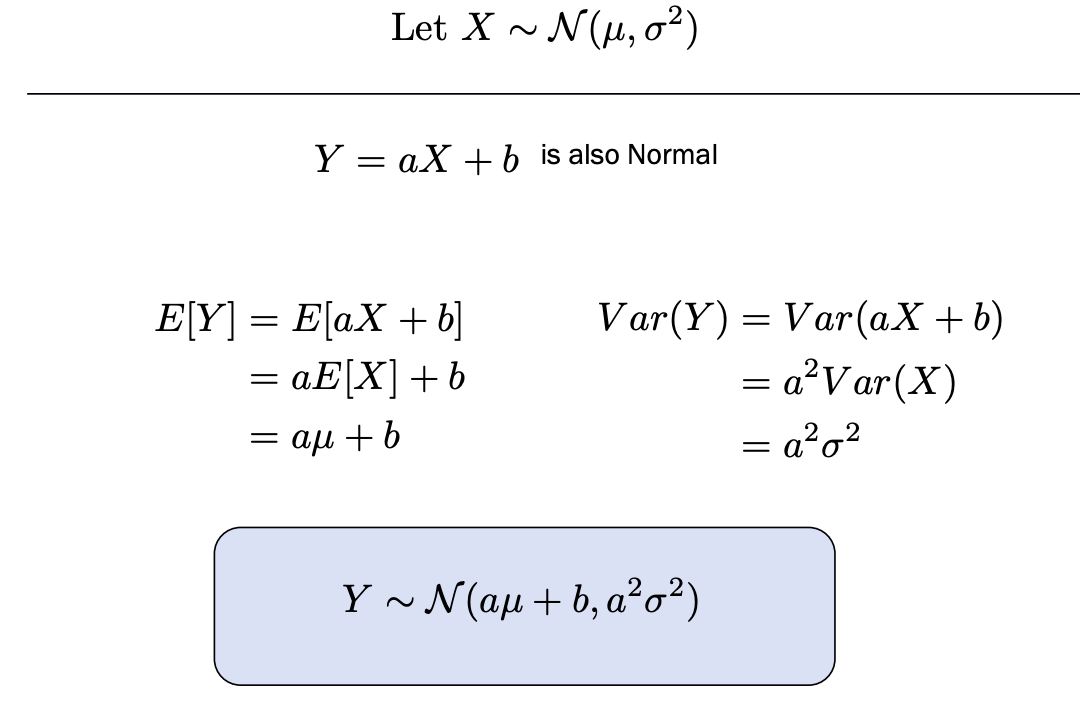 Let X ∼ 𝒩(μ, σ²)
Y = aX + b is also Normal
E[Y] = E[aX + b]
= aE[X] + b
= aμ + b
Var(Y) = Var(aX + b)
= a²Var(X)
= a²σ²
Y ∼ 𝒩(aμ + b, a²σ²)